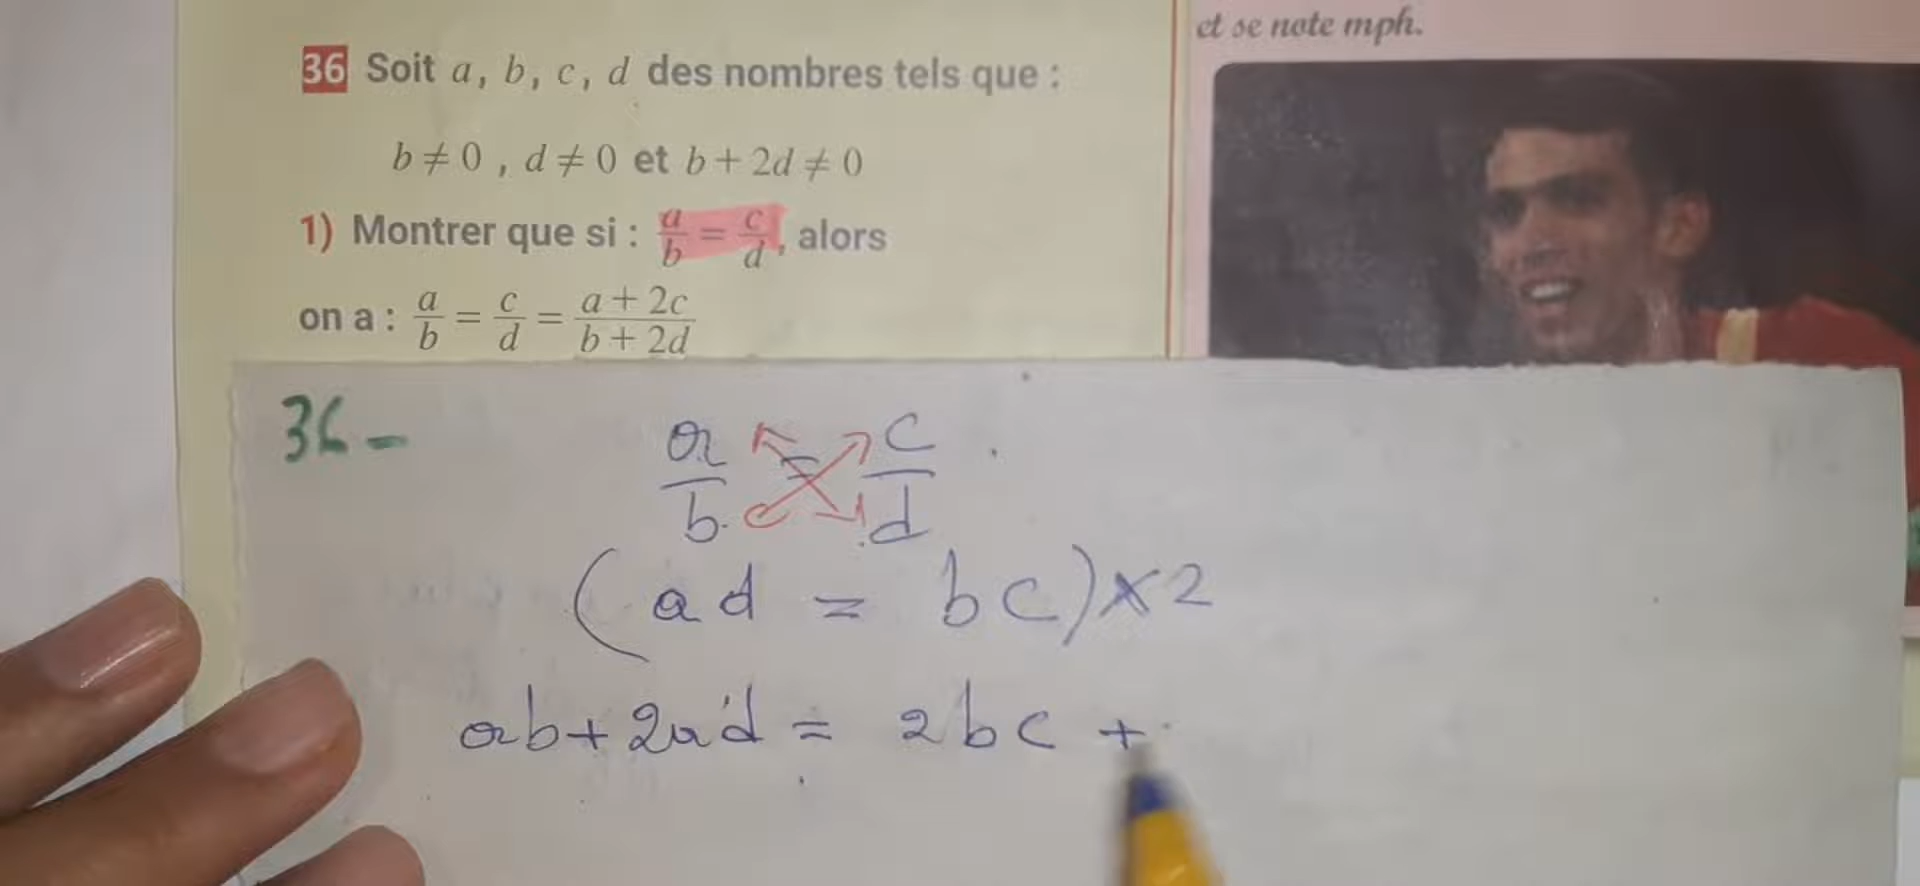 et se note mph.
36 Soit a, b, c, d des nombres tels que :
b ≠ 0 , d ≠ 0 et b + 2d ≠ 0
1) Montrer que si : a/b = c/d, alors
on a : a/b = c/d = (a + 2c)/(b + 2d)
36 -
a/b = c/d
(ad = bc)×2
ab+2ad = 2bc +